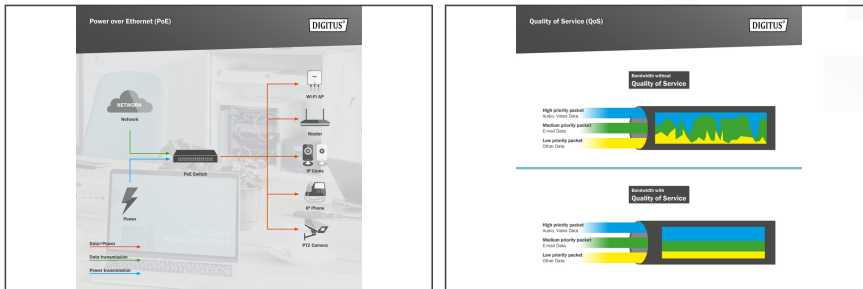 Power over Ethernet (PoE)
DIGITUS®
NETWORK
Network
PoE Switch
Power
Wi-Fi AP
Router
IP Cams
IP Phone
PTZ Camera
Data+Power
Data transmission
Power transmission
Quality of Service (QoS)
DIGITUS®
Bandwidth without
Quality of Service
High priority packet
Audio, Video Data
Medium priority packet
E-mail Data
Low priority packet
Other Data
Bandwidth with
Quality of Service
High priority packet
Audio, Video Data
Medium priority packet
E-mail Data
Low priority packet
Other Data